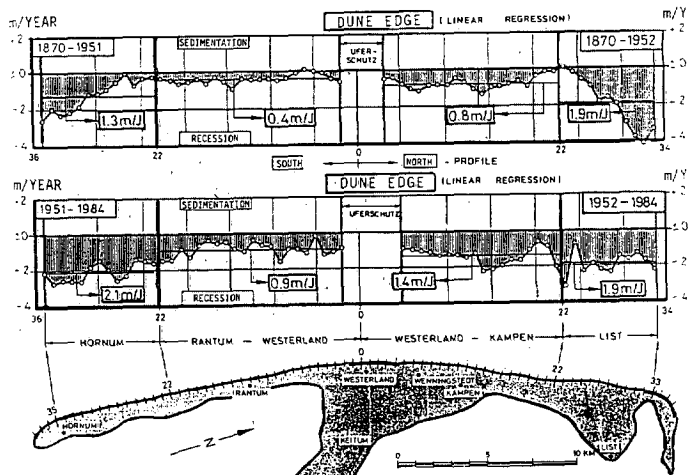 m/YEAR DUNE EDGE (LINEAR REGRESSION) m/YEAR
+2 1870-1951 SEDIMENTATION UFER- SCHUTZ 1870-1952 +2
±0 ±0
-2 1.3m/J 0.4m/J 0.8m/J 1.9m/J -2
-4 RECESSION -4
36 22 0 22 34
SOUTH NORTH - PROFILE
m/YEAR DUNE EDGE (LINEAR REGRESSION) m/Y
+2 1951-1984 SEDIMENTATION UFERSCHUTZ 1952-1984 +2
±0 ±0
-2 2.1m/J 0.9m/J 1.4m/J 1.9m/J -2
-4 RECESSION -4
36 22 0 22 34
HORNUM RANTUM - WESTERLAND WESTERLAND - KAMPEN LIST
0
22 22
35 RANTUM WESTERLAND WENNINGSTEDT 33
HORNUM KAMPEN
N KEITUM LIST
0 5 10 KM